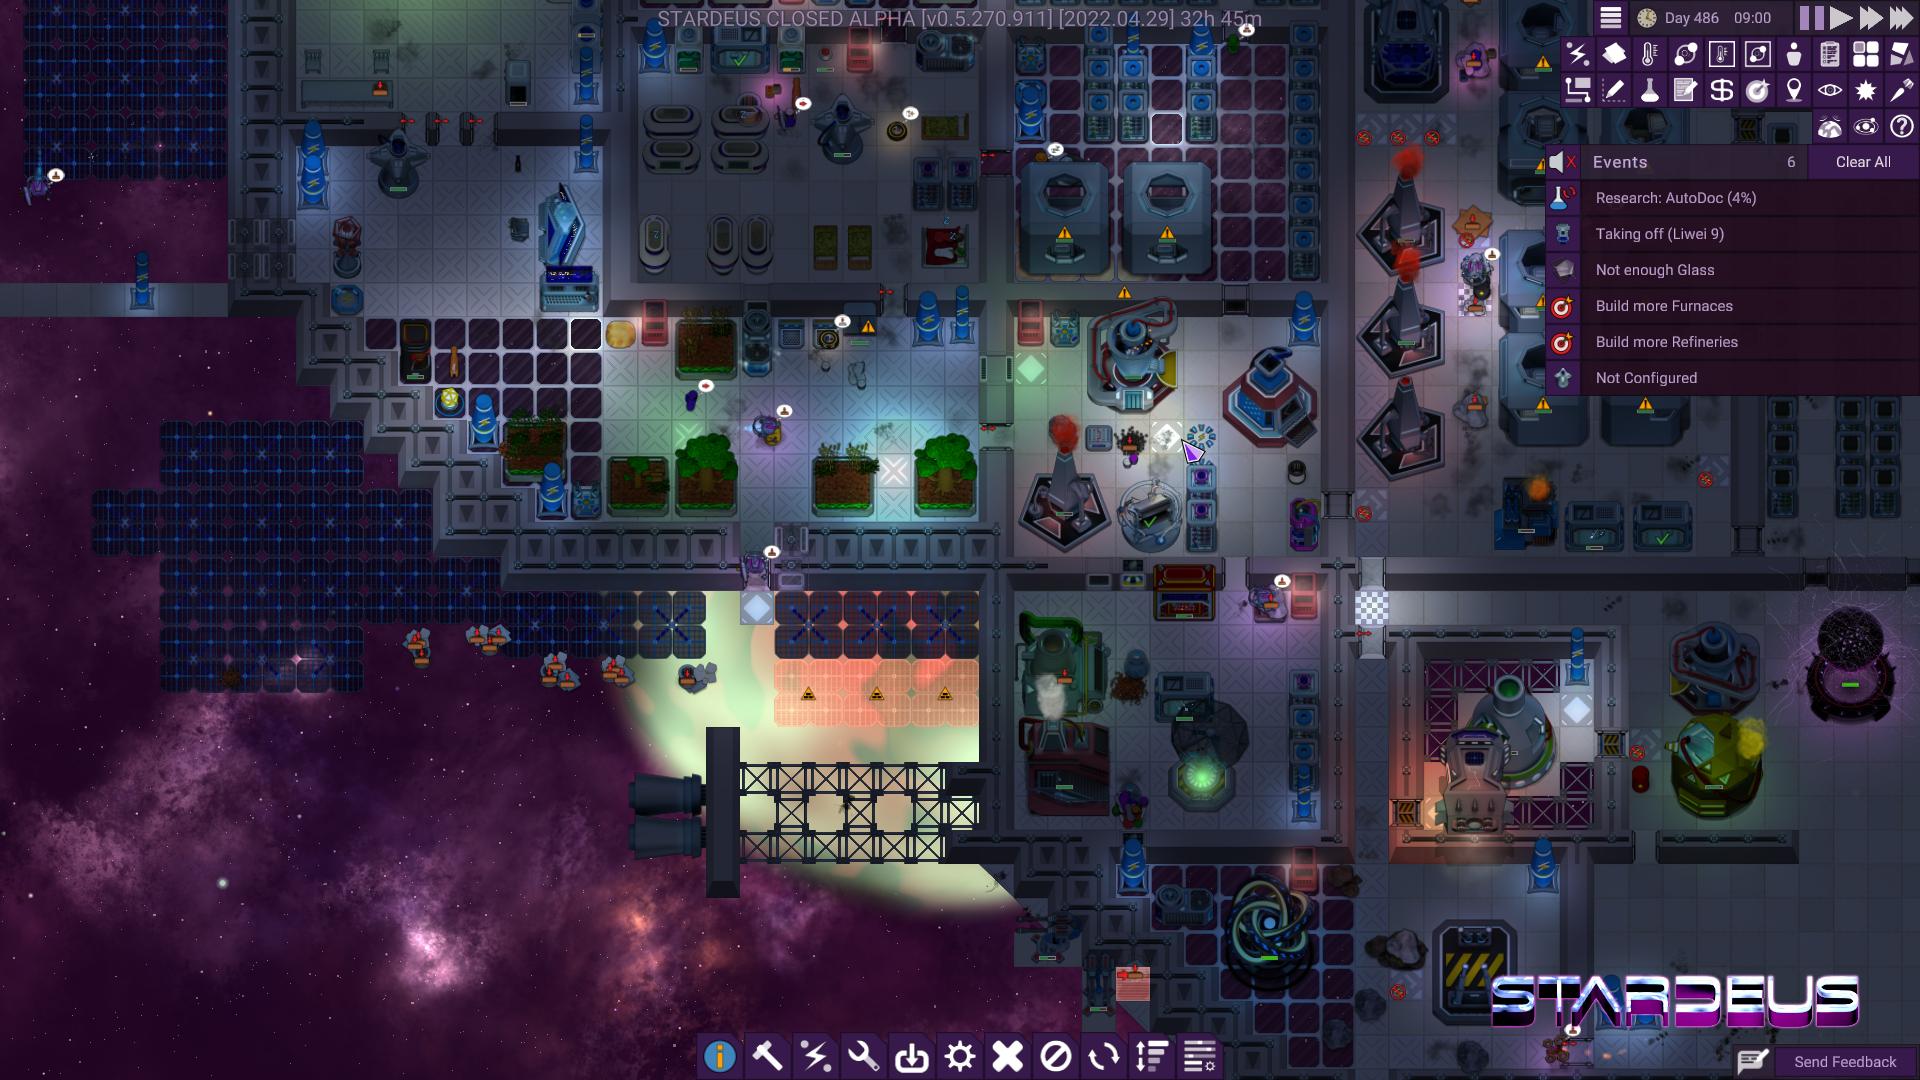 STARDEUS CLOSED ALPHA [v0.5.270.911] [2022.04.29] 32h 45m
Day 486 09:00
Events 6 Clear All
Research: AutoDoc (4%)
Taking off (Liwei 9)
Not enough Glass
Build more Furnaces
Build more Refineries
Not Configured
STARDEUS
Send Feedback